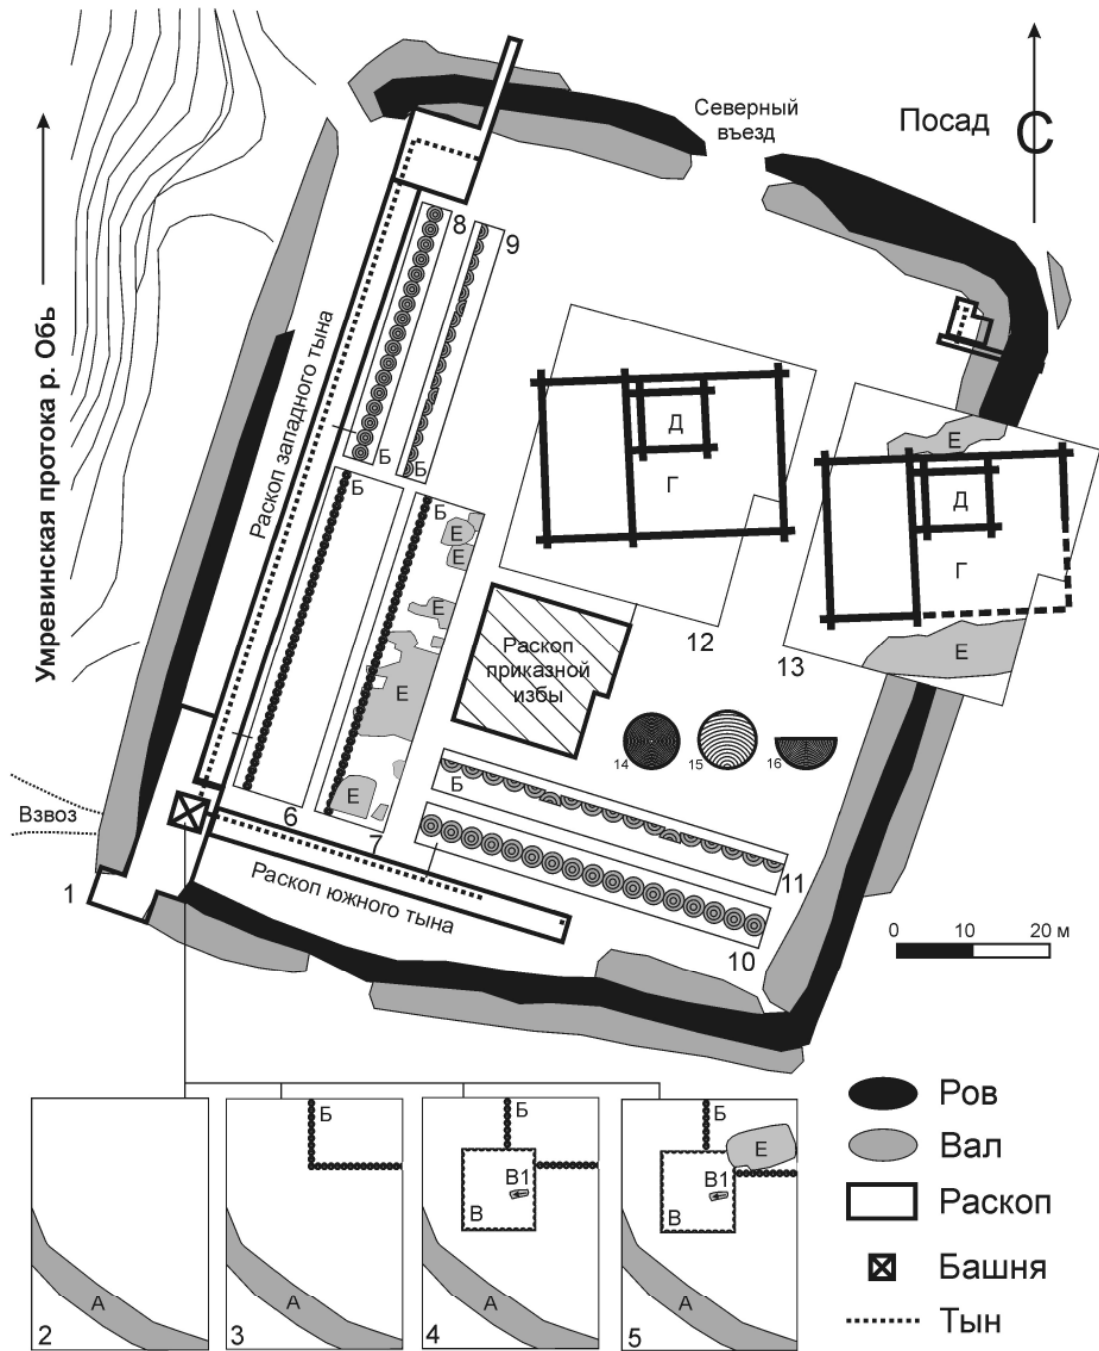 Северный
въезд
Посад
С
Умревинская протока р. Обь
Раскоп западного тына
8
9
Б
Б
Б
Б
Е
Е
Е
Е
Е
Д
Г
12
Е
Д
Г
Е
13
Раскоп
приказной
избы
14
15
16
Взвоз
6
7
1
Раскоп южного тына
Б
11
10
0 10 20 м
А
2
Б
А
3
Б
В1
В
А
4
Б
Е
В1
В
А
5
Ров
Вал
Раскоп
Башня
Тын